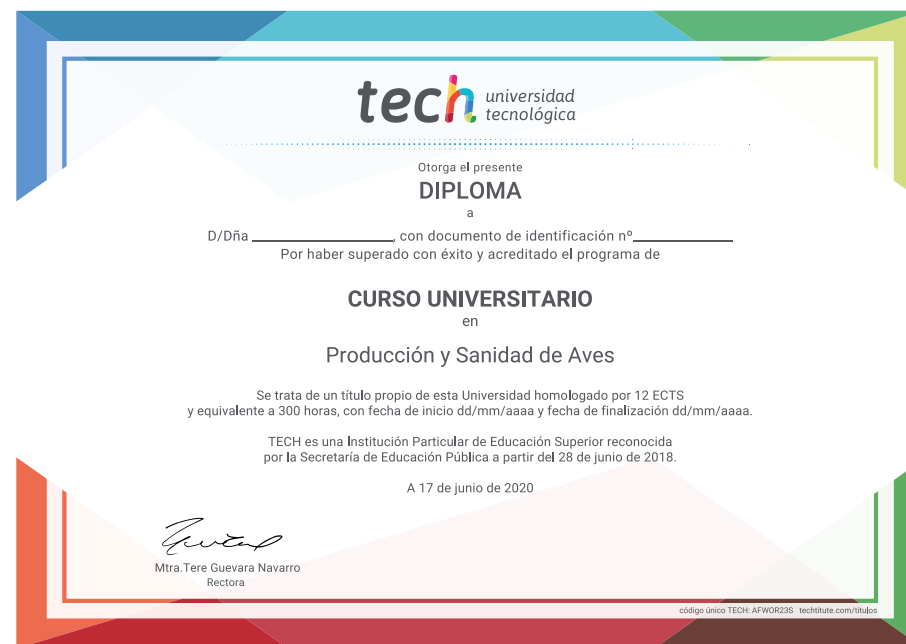 tech universidad
tecnológica
Otorga el presente
DIPLOMA
a
D/Dña ________________, con documento de identificación nº___________
Por haber superado con éxito y acreditado el programa de
CURSO UNIVERSITARIO
en
Producción y Sanidad de Aves
Se trata de un título propio de esta Universidad homologado por 12 ECTS
y equivalente a 300 horas, con fecha de inicio dd/mm/aaaa y fecha de finalización dd/mm/aaaa.
TECH es una Institución Particular de Educación Superior reconocida
por la Secretaría de Educación Pública a partir del 28 de junio de 2018.
A 17 de junio de 2020
Mtra.Tere Guevara Navarro
Rectora
código único TECH: AFWOR23S techtitute.com/titulos